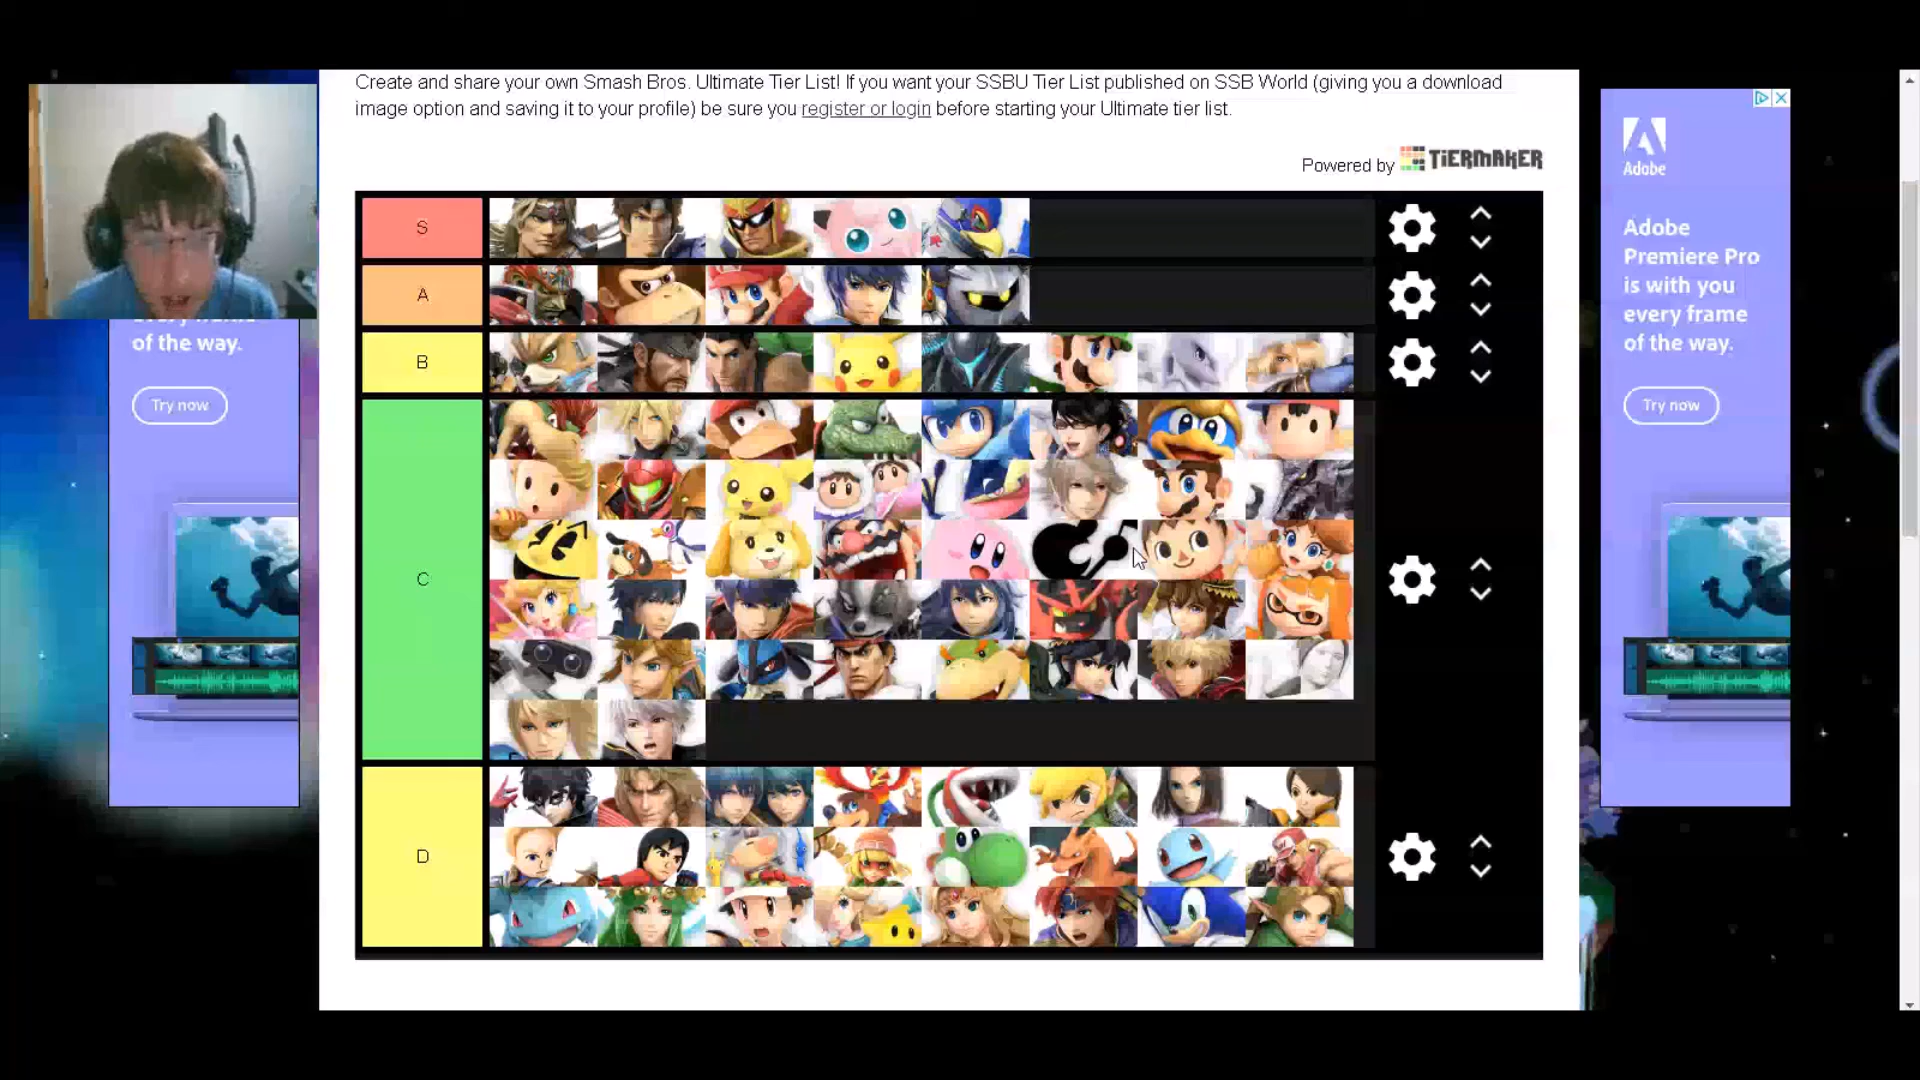 Create and share your own Smash Bros. Ultimate Tier List! If you want your SSBU Tier List published on SSB World (giving you a download
image option and saving it to your profile) be sure you register or login before starting your Ultimate tier list.
Powered by TIERMAKER
S
A
B
C
D
of the way.
Try now
Adobe
Adobe
Premiere Pro
is with you
every frame
of the way.
Try now